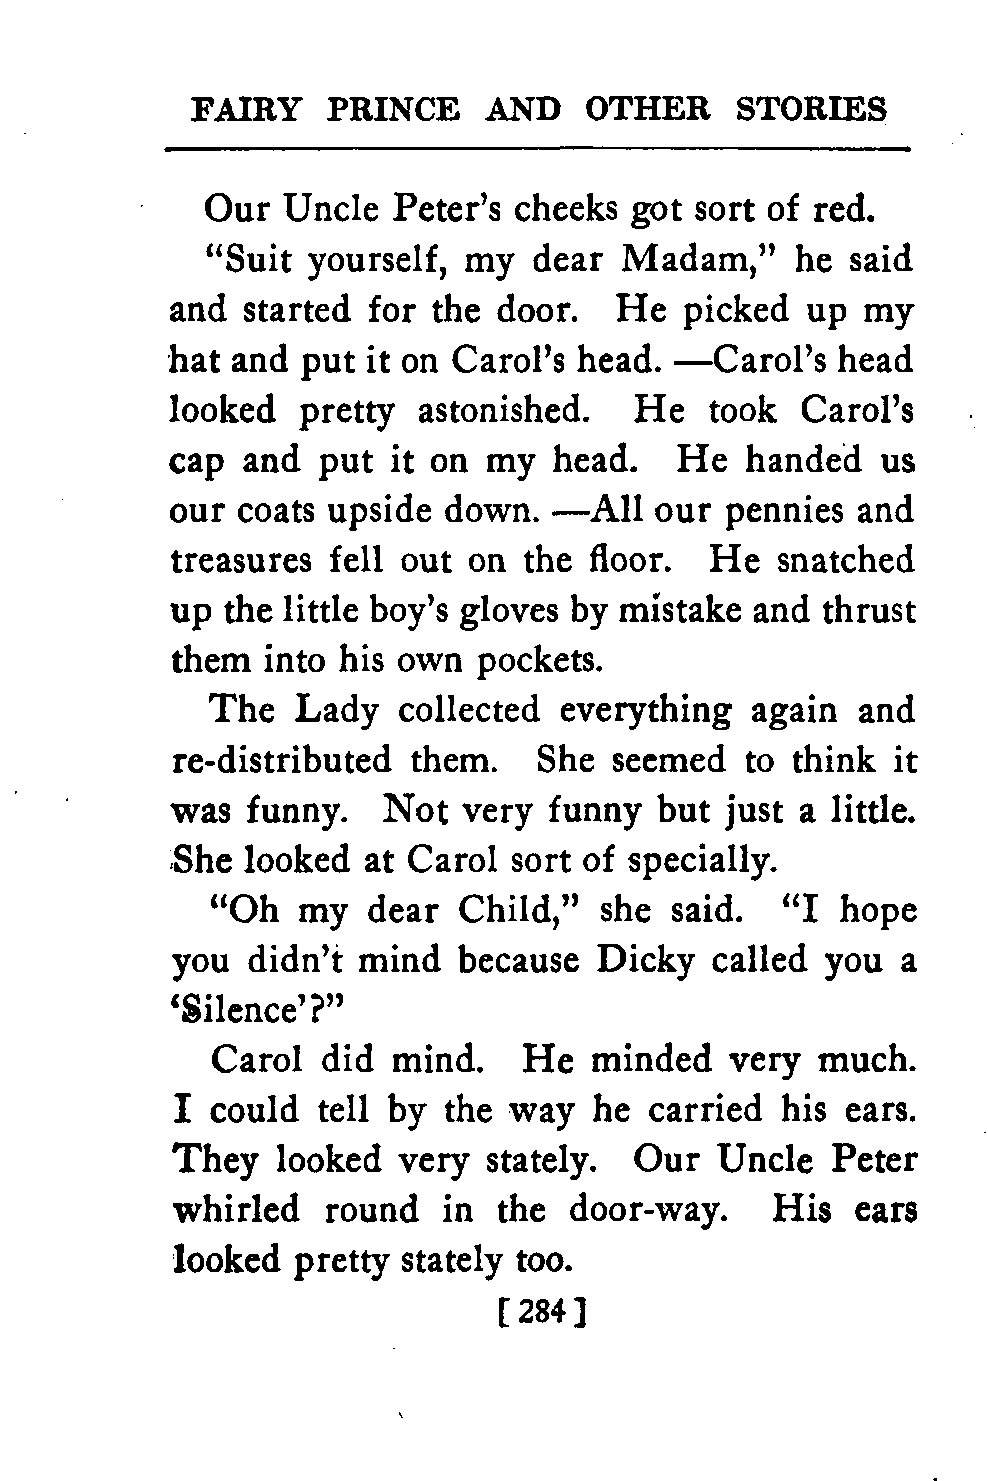 FAIRY PRINCE AND OTHER STORIES
Our Uncle Peter's cheeks got sort of red.
"Suit yourself, my dear Madam," he said
and started for the door. He picked up my
hat and put it on Carol's head. —Carol's head
looked pretty astonished. He took Carol's
cap and put it on my head. He handed us
our coats upside down. —All our pennies and
treasures fell out on the floor. He snatched
up the little boy's gloves by mistake and thrust
them into his own pockets.
The Lady collected everything again and
re-distributed them. She seemed to think it
was funny. Not very funny but just a little.
She looked at Carol sort of specially.
"Oh my dear Child," she said. "I hope
you didn't mind because Dicky called you a
'Silence'?"
Carol did mind. He minded very much.
I could tell by the way he carried his ears.
They looked very stately. Our Uncle Peter
whirled round in the door-way. His ears
looked pretty stately too.
[ 284 ]